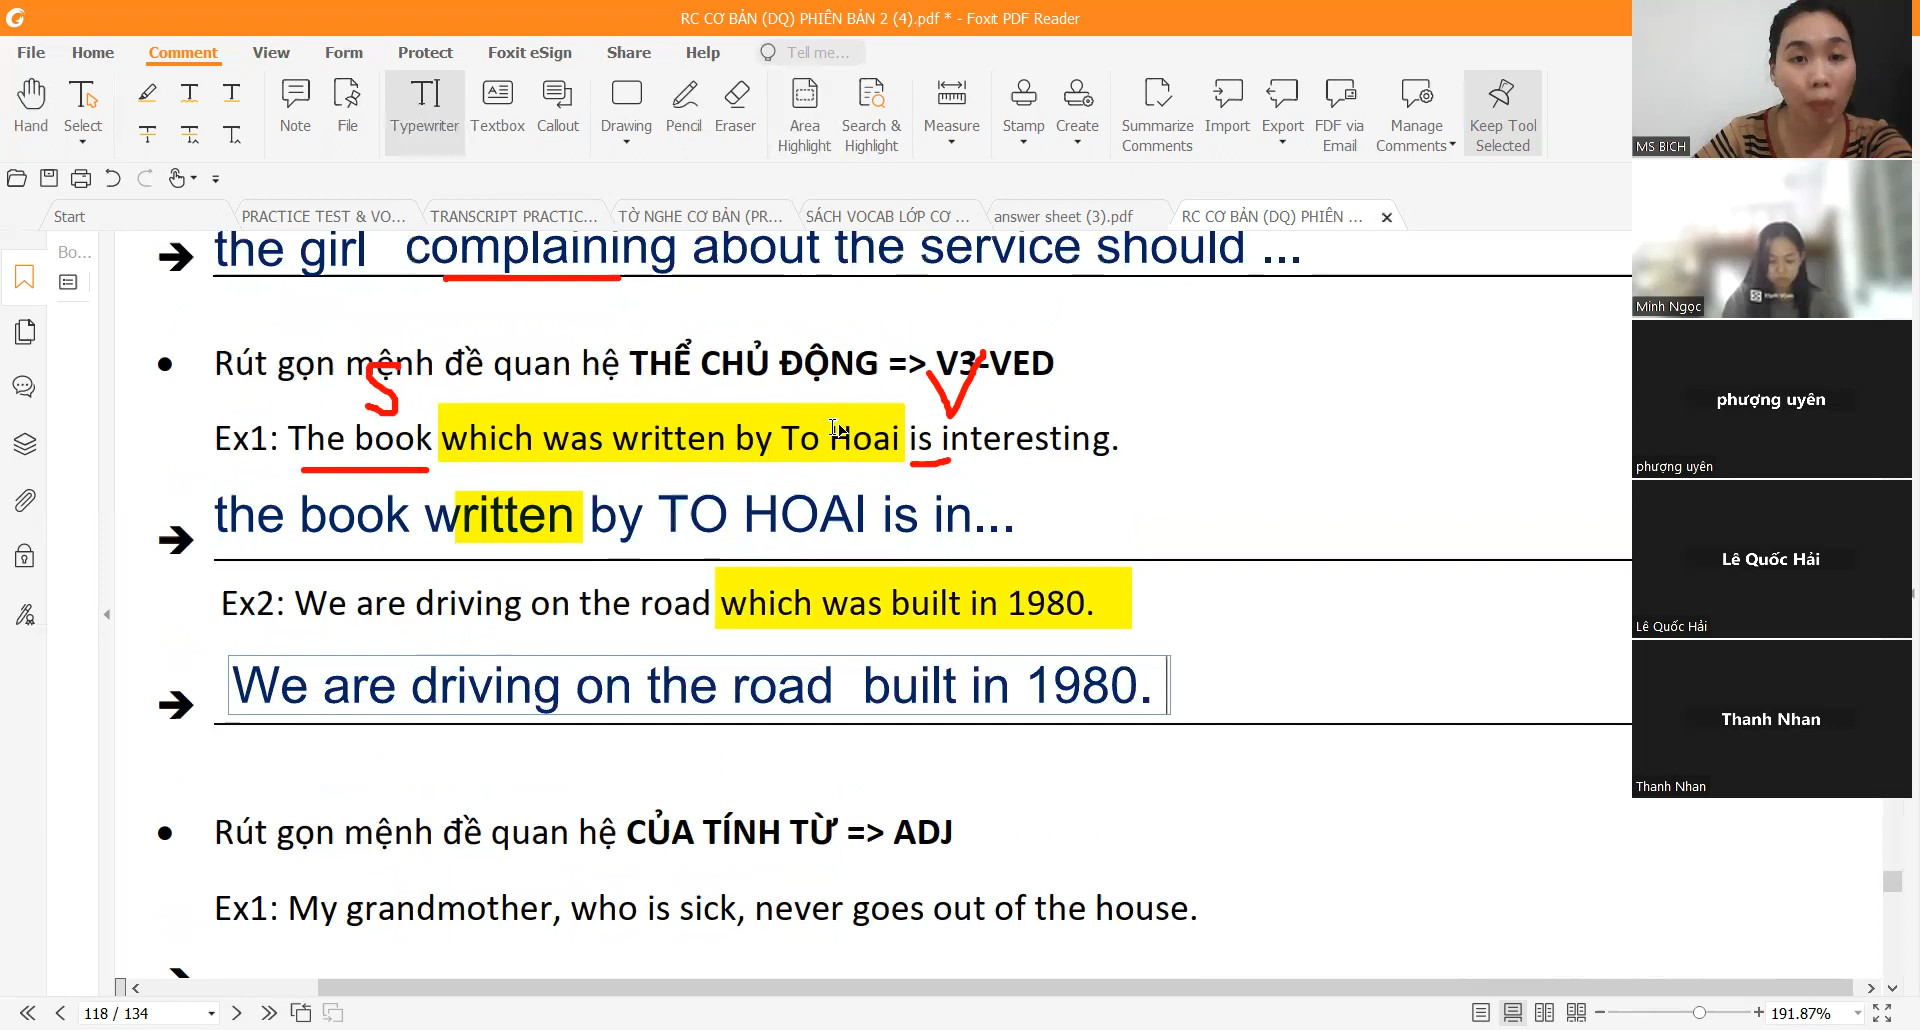 RC CƠ BẢN (DQ) PHIÊN BẢN 2 (4).pdf * - Foxit PDF Reader
File Home Comment View Form Protect Foxit eSign Share Help Tell me...
Hand Select Note File Typewriter Textbox Callout Drawing Pencil Eraser Area Highlight Search & Highlight Measure Stamp Create Summarize Comments Import Export FDF via Email Manage Comments Keep Tool Selected
Start PRACTICE TEST & VO... TRANSCRIPT PRACTIC... TỜ NGHE CƠ BẢN (PR... SÁCH VOCAB LỚP CƠ ... answer sheet (3).pdf RC CƠ BẢN (DQ) PHIÊN ...
Bo...
➔ the girl complaining about the service should ...
• Rút gọn mệnh đề quan hệ THỂ CHỦ ĐỘNG => V3-VED
S V
Ex1: The book which was written by To Hoai is interesting.
➔ the book written by TO HOAI is in...
Ex2: We are driving on the road which was built in 1980.
➔ We are driving on the road built in 1980.
• Rút gọn mệnh đề quan hệ CỦA TÍNH TỪ => ADJ
Ex1: My grandmother, who is sick, never goes out of the house.
118 / 134
191.87%
MS BICH
Minh Ngọc
phượng uyên
phượng uyên
Lê Quốc Hải
Lê Quốc Hải
Thanh Nhan
Thanh Nhan